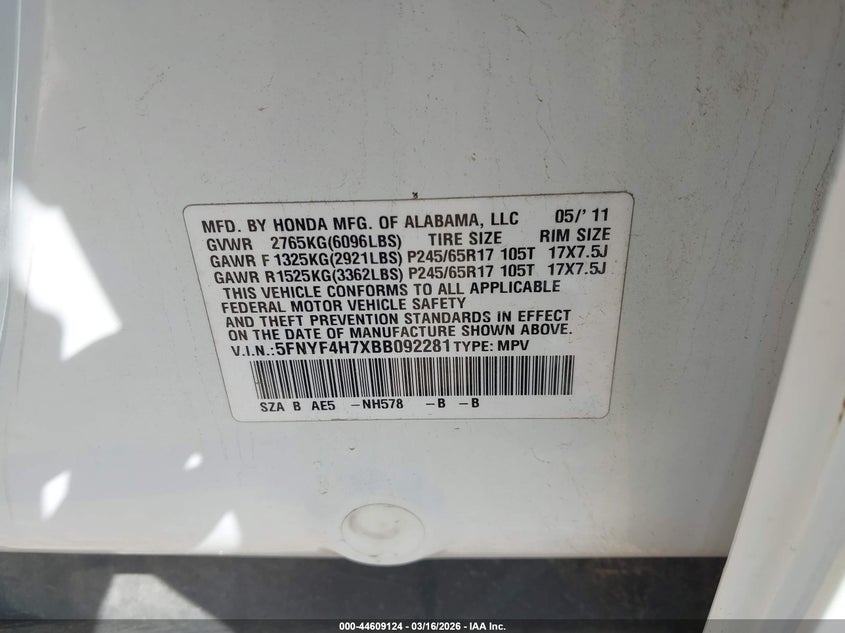 MFD. BY HONDA MFG. OF ALABAMA, LLC 05/' 11
GVWR 2765KG(6096LBS) TIRE SIZE RIM SIZE
GAWR F 1325KG(2921LBS) P245/65R17 105T 17X7.5J
GAWR R1525KG(3362LBS) P245/65R17 105T 17X7.5J
THIS VEHICLE CONFORMS TO ALL APPLICABLE
FEDERAL MOTOR VEHICLE SAFETY
AND THEFT PREVENTION STANDARDS IN EFFECT
ON THE DATE OF MANUFACTURE SHOWN ABOVE.
V.I.N.:5FNYF4H7XBB092281 TYPE: MPV
SZA B AE5 -NH578 -B -B
000-44609124 | 03/16/2026 | IAA Inc.